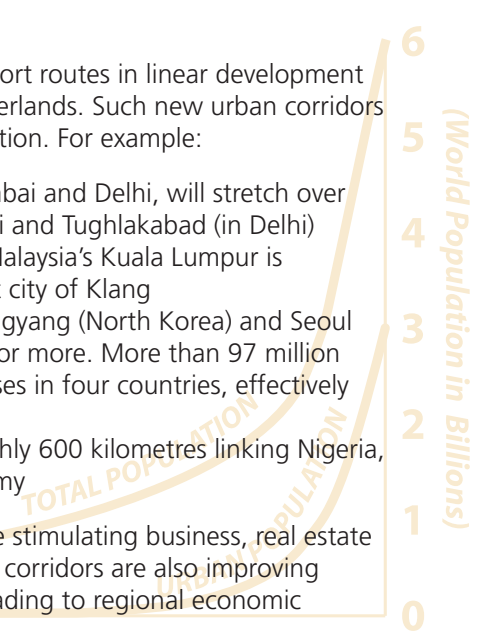 ort routes in linear development
erlands. Such new urban corridors
tion. For example:
bai and Delhi, will stretch over
i and Tughlakabad (in Delhi)
Malaysia's Kuala Lumpur is
city of Klang
gyang (North Korea) and Seoul
or more. More than 97 million
ses in four countries, effectively
hly 600 kilometres linking Nigeria,
my
e stimulating business, real estate
corridors are also improving
ading to regional economic
TOTAL POPULATION
URBAN POPULATION
6
5
4
3
2
1
0
(World Population in Billions)